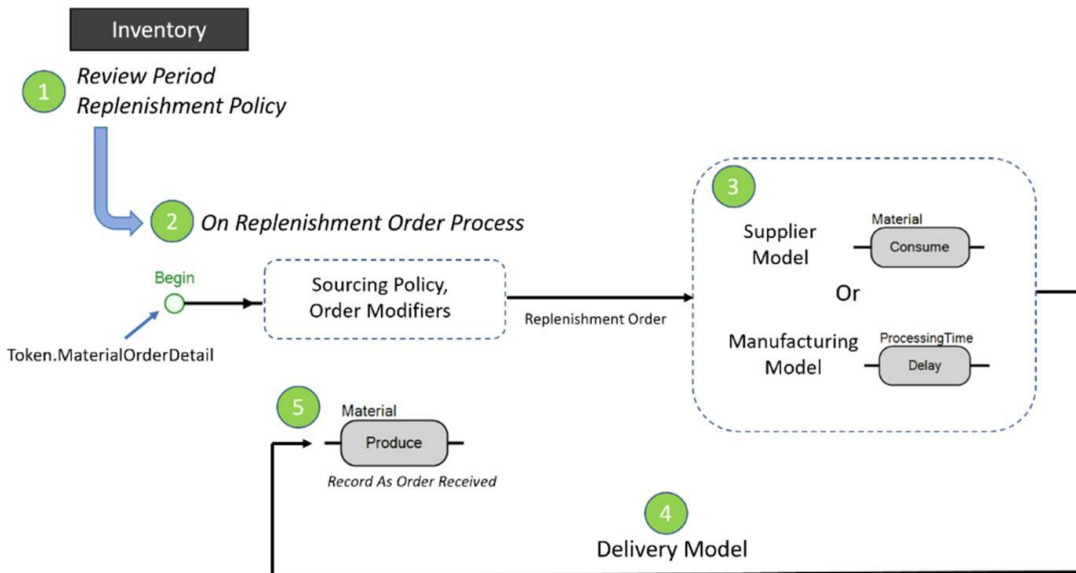 Inventory
1
Review Period
Replenishment Policy
2
On Replenishment Order Process
Begin
Token.MaterialOrderDetail
Sourcing Policy,
Order Modifiers
Replenishment Order
3
Supplier
Model
Material
Consume
Or
Manufacturing
Model
ProcessingTime
Delay
4
Delivery Model
5
Material
Produce
Record As Order Received